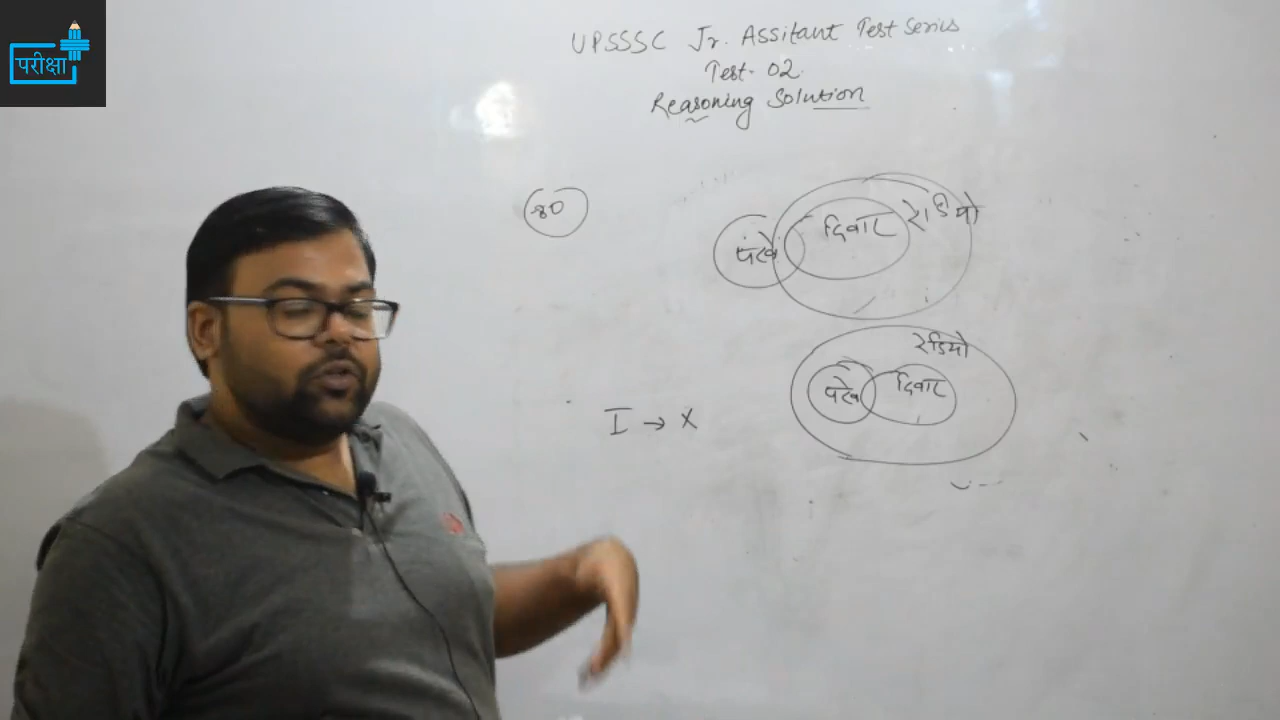 परीक्षा
UPSSSC Jr. Assitant Test Series
Test-02
Reasoning Solution
80
पंखे दिवार रेडियो
रेडियो
पंखे दिवार
I → X